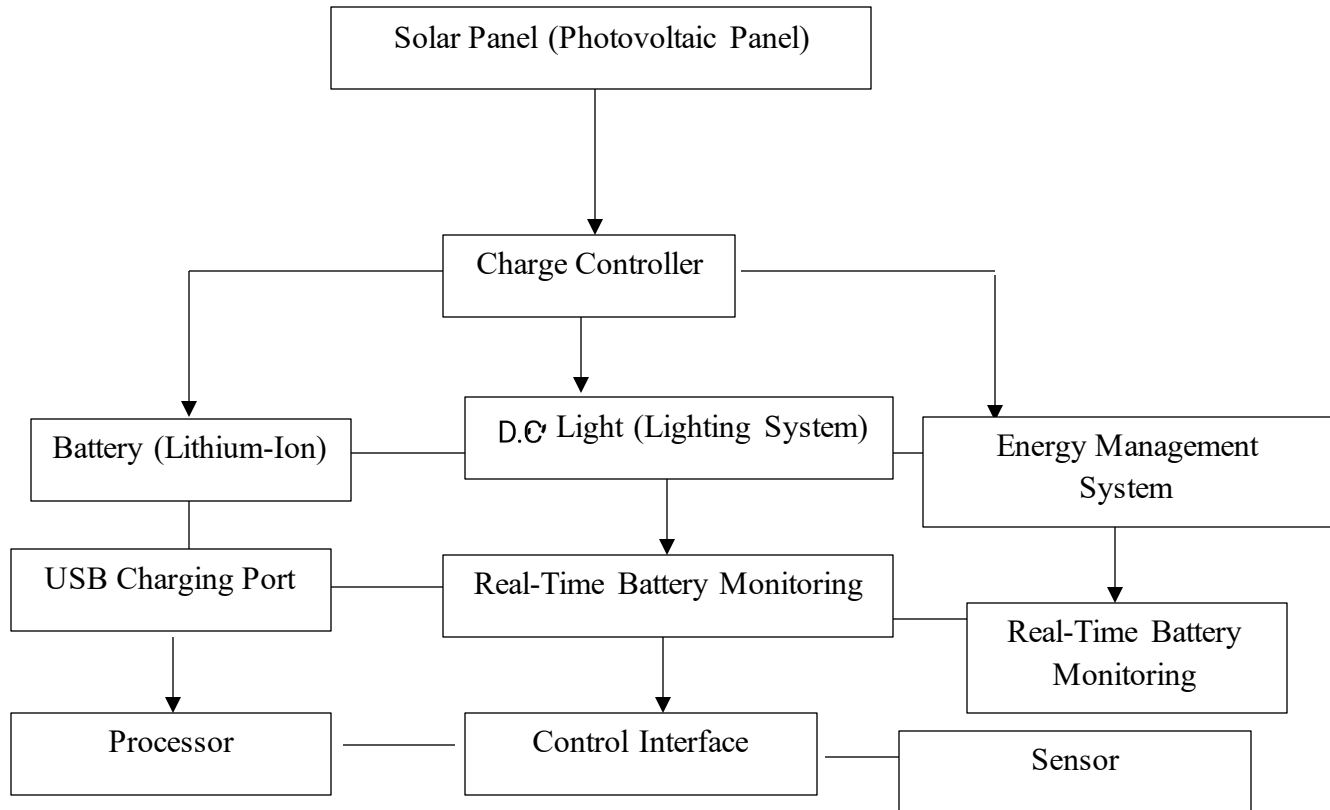 Solar Panel (Photovoltaic Panel)
Charge Controller
Battery (Lithium-Ion)
D.C Light (Lighting System)
Energy Management
System
USB Charging Port
Real-Time Battery Monitoring
Real-Time Battery
Monitoring
Processor
Control Interface
Sensor